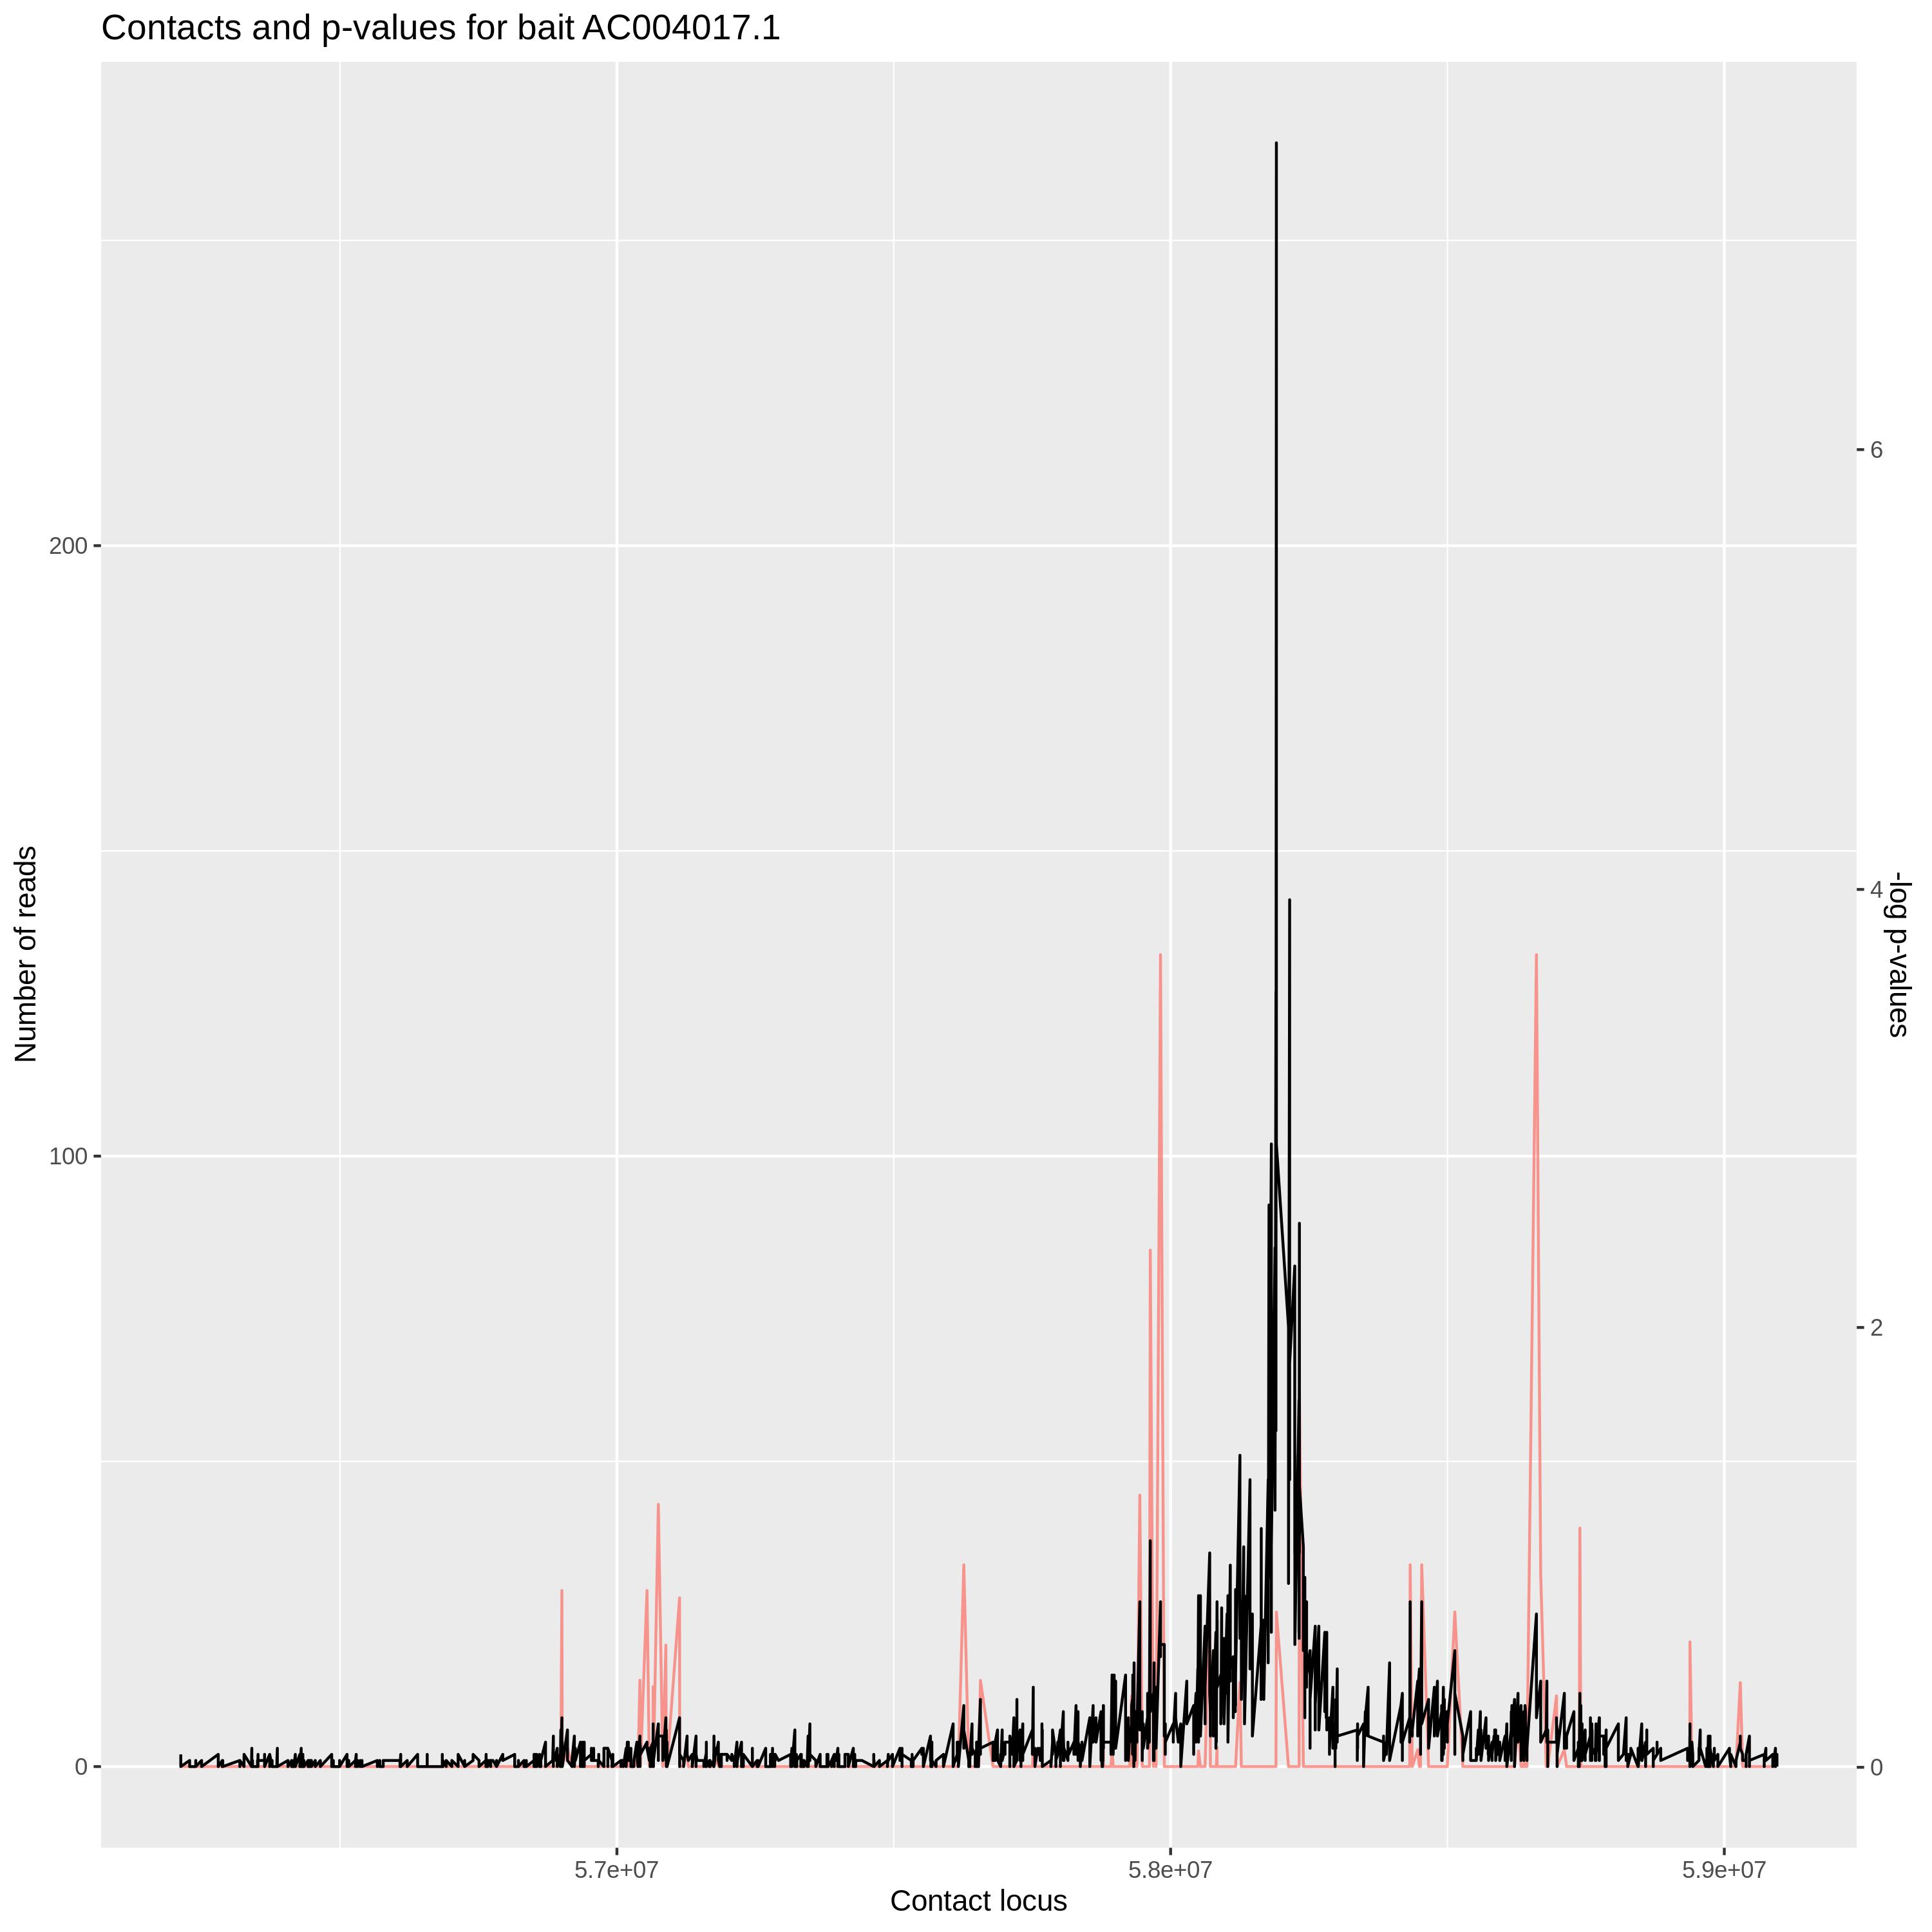 Contacts and p-values for bait AC004017.1
200
100
0
Number of reads
6
4
2
0
-log p-values
5.7e+07 5.8e+07 5.9e+07
Contact locus